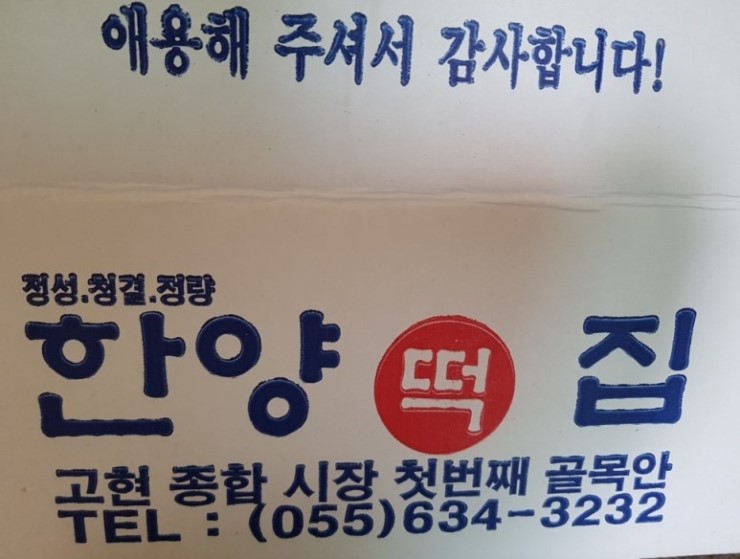 애용해 주셔서 감사합니다!
정성.청결.정량
한양 떡 집
고현 종합 시장 첫번째 골목안
TEL : (055)634-3232